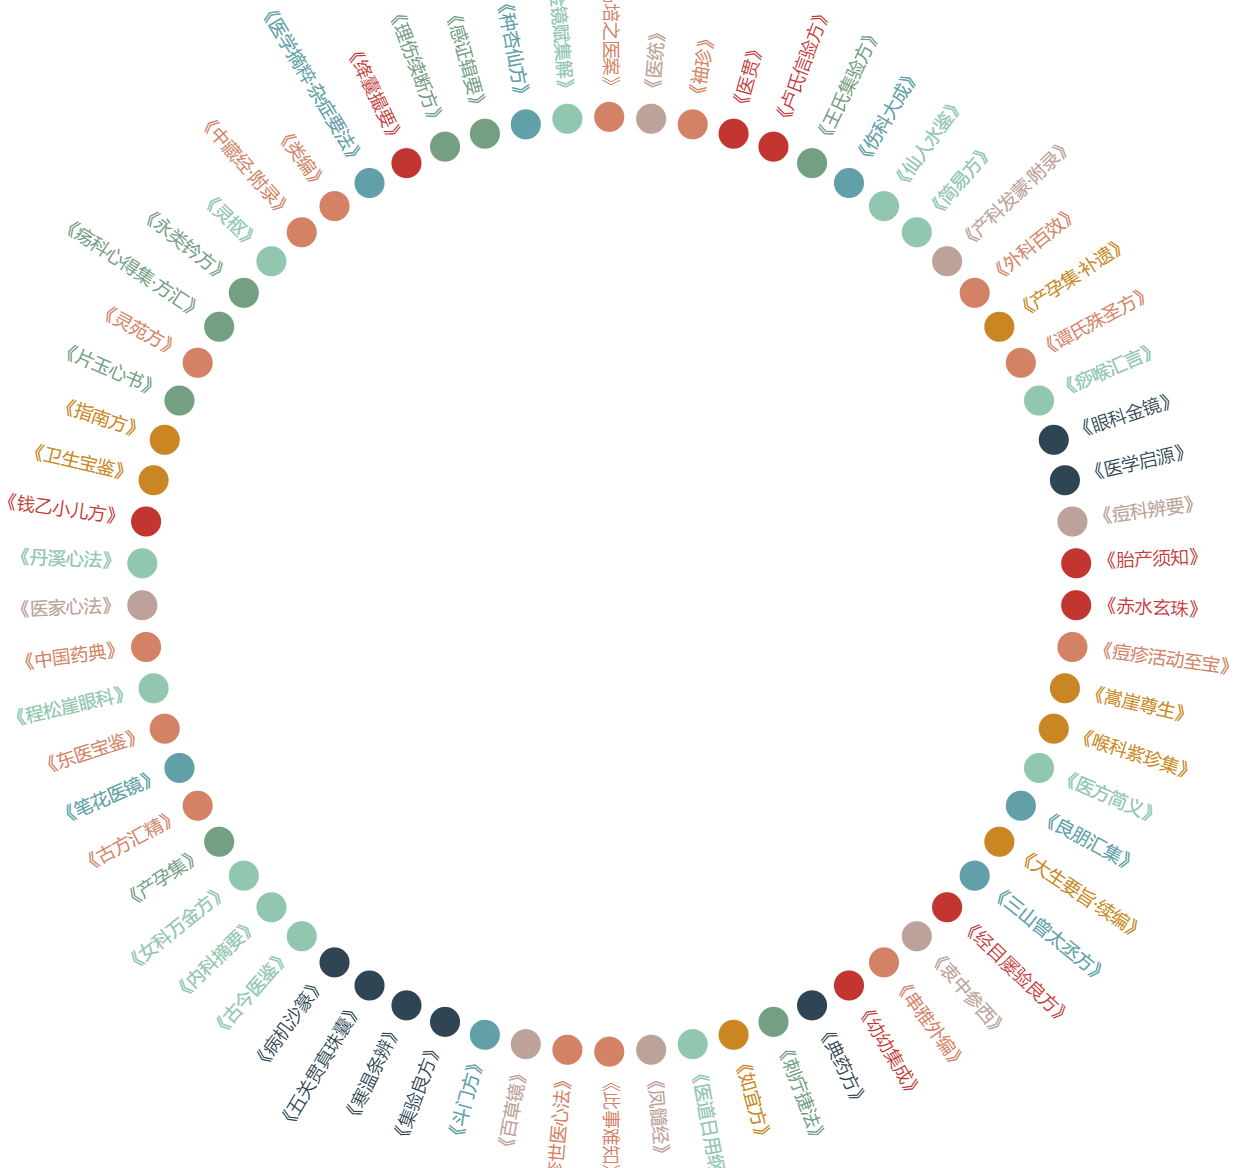 《医统》
《袖珍》
《医贯》
《卢氏信验方》
《王氏集验方》
《伤科大成》
《仙人水鉴》
《简易方》
《产科发蒙·附录》
《外科百效》
《产孕集·补遗》
《谭氏殊圣方》
《痧喉汇言》
《眼科金镜》
《医学启源》
《痘科辨要》
《胎产须知》
《赤水玄珠》
《痘疹活动至宝》
《嵩崖尊生》
《喉科紫珍集》
《医方简义》
《良朋汇集》
《大生要旨·续编》
《三山曾太丞方》
《经目屡验良方》
《衷中参西》
《串雅外编》
《幼幼集成》
《典药方》
《刺疔捷法》
《如宜方》
《医道日用纲
《凤髓经》
《此事难知》
世医心法》
《百草镜》
《斗门方》
《集验良方》
《寒温条辨》
《五关贯真珠囊》
《病机沙篆》
《古今医鉴》
《内科摘要》
《女科万金方》
《产孕集》
《古方汇精》
《笔花医镜》
《东医宝鉴》
《程松崖眼科》
《中国药典》
《医家心法》
《丹溪心法》
《钱乙小儿方》
《卫生宝鉴》
《指南方》
《片玉心书》
《灵苑方》
《疡科心得集·方汇》
《永类钤方》
《灵枢》
《中藏经·附录》
《类编》
《医学摘粹·杂症要法》
《绛囊撮要》
《理伤续断方》
《感证辑要》
《种杏仙方》
金镜赋集解》
培之医案》